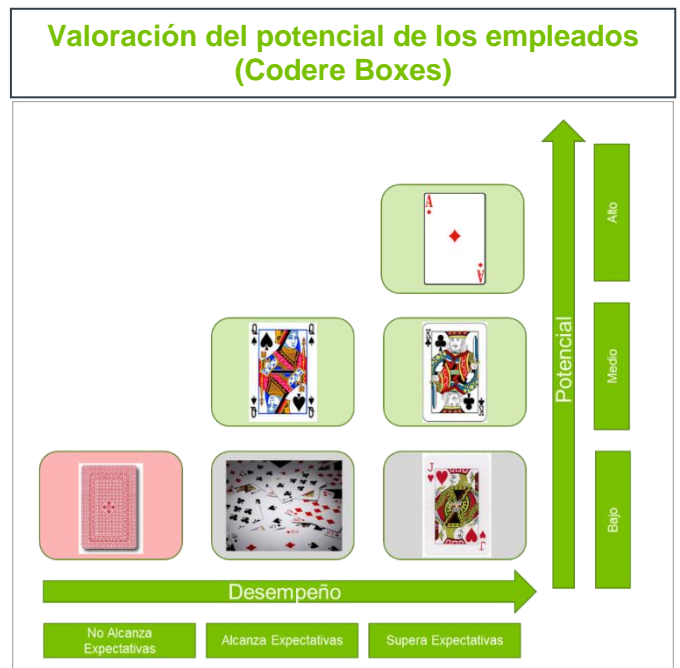 Valoración del potencial de los empleados
(Codere Boxes)
A
A
Alto
Q Q
Q Q
K
K
Medio
Potencial
J
J
Bajo
Desempeño
No Alcanza
Expectativas
Alcanza Expectativas
Supera Expectativas